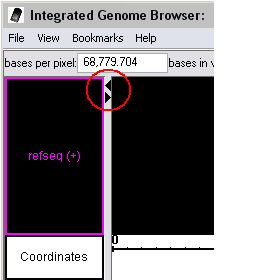 Integrated Genome Browser:
File View Bookmarks Help
bases per pixel: 68,779.704 bases in v
refseq (+)
0
Coordinates